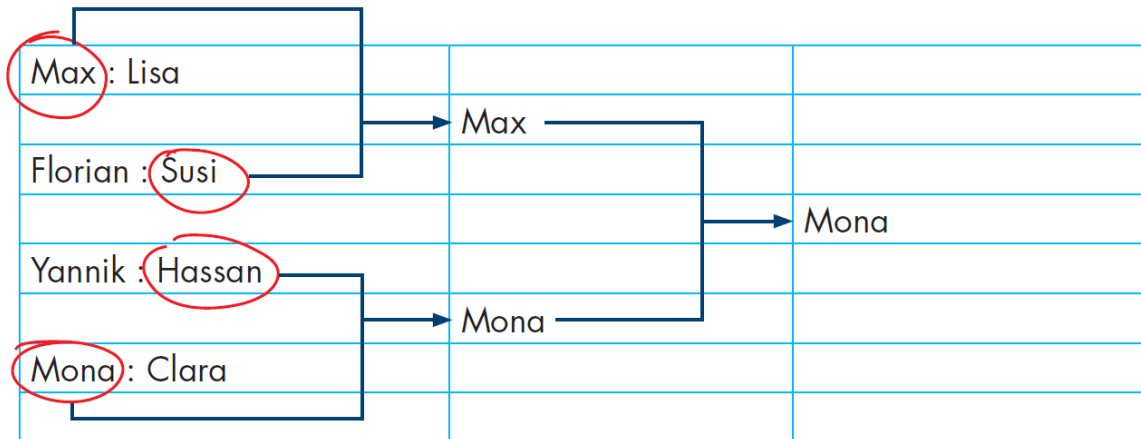 Max : Lisa
Max
Florian : Susi
Mona
Yannik : Hassan
Mona
Mona : Clara